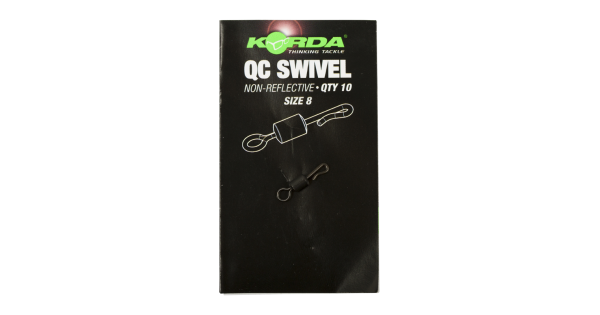 KORDA
THINKING TACKLE
QC SWIVEL
NON-REFLECTIVE • QTY 10
SIZE 8